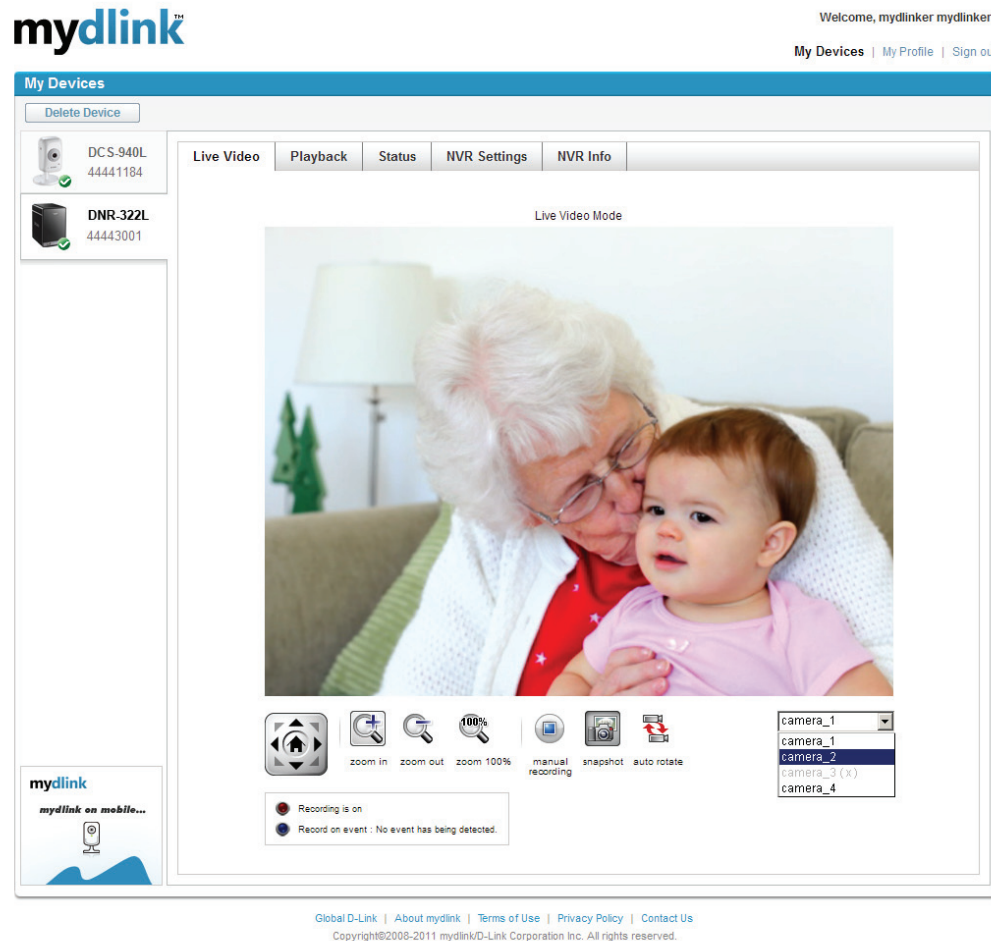 mydlink™
Welcome, mydlinker mydlinker
My Devices | My Profile | Sign ou
My Devices
Delete Device
DCS-940L
44441184
DNR-322L
44443001
Live Video Playback Status NVR Settings NVR Info
Live Video Mode
100%
zoom in zoom out zoom 100% manual recording snapshot auto rotate
camera_1
camera_1
camera_2
camera_3 (x)
camera_4
Recording is on
Record on event : No event has being detected.
mydlink
mydlink on mobile...
Global D-Link | About mydlink | Terms of Use | Privacy Policy | Contact Us
Copyright©2008-2011 mydlink/D-Link Corporation Inc. All rights reserved.